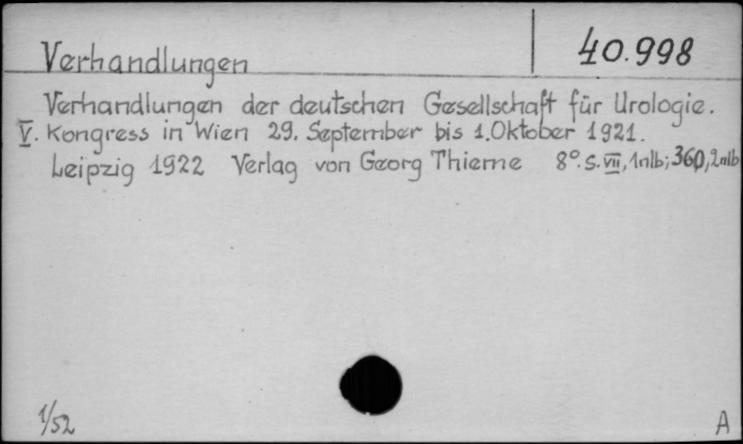 Verhandlungen 40.998
Verhandlungen der deutschen Gesellschaft für Urologie.
V. Kongress in Wien 29. September bis 1. Oktober 1921.
Leipzig 1922 Verlag von Georg Thieme 8°. S. VII, 1nlb; 360, 2nlb
1/52 A